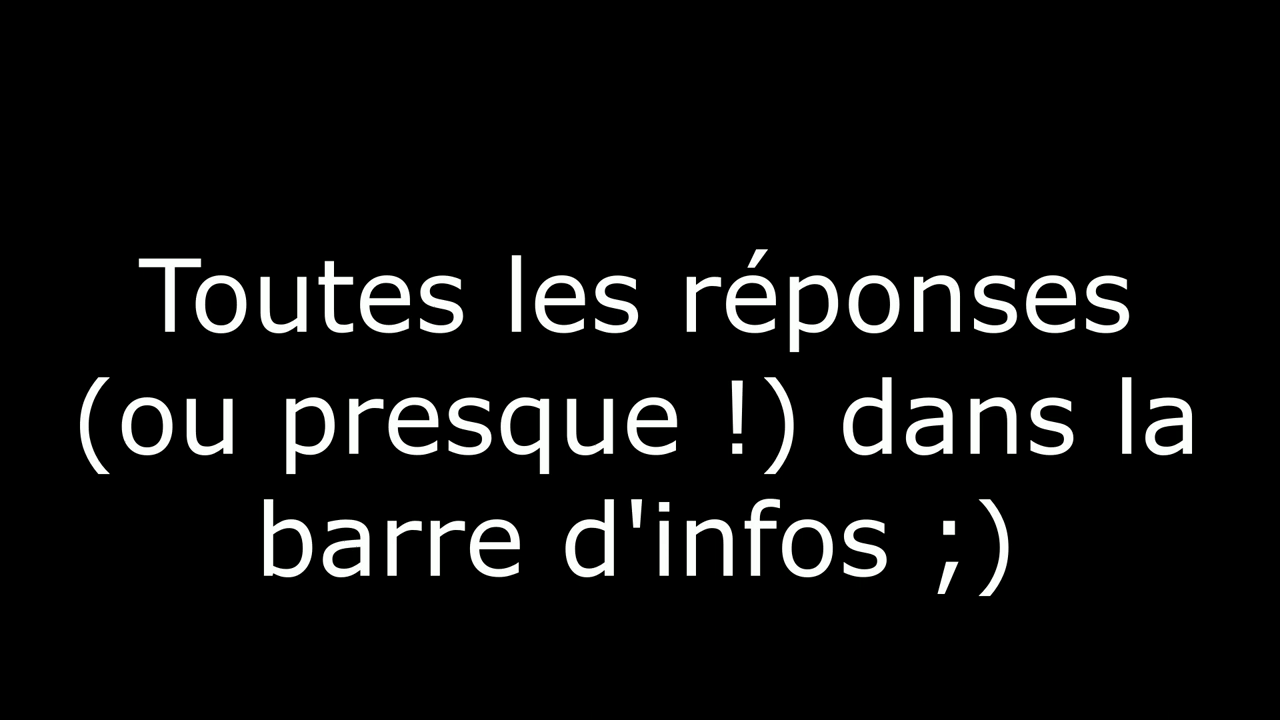 Toutes les réponses
(ou presque !) dans la
barre d'infos ;)